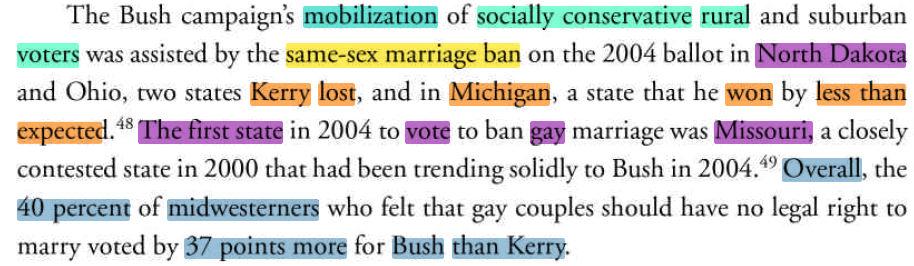 The Bush campaign’s mobilization of socially conservative rural and suburban
voters was assisted by the same-sex marriage ban on the 2004 ballot in North Dakota
and Ohio, two states Kerry lost, and in Michigan, a state that he won by less than
expected.48 The first state in 2004 to vote to ban gay marriage was Missouri, a closely
contested state in 2000 that had been trending solidly to Bush in 2004.49 Overall, the
40 percent of midwesterners who felt that gay couples should have no legal right to
marry voted by 37 points more for Bush than Kerry.